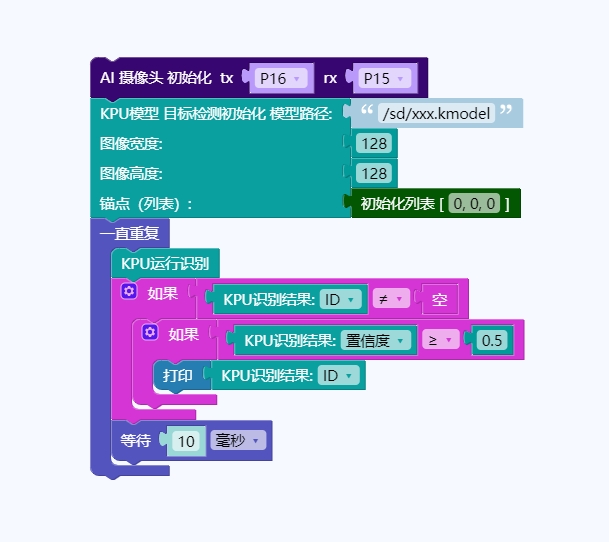 AI 摄像头 初始化 tx P16 rx P15
KPU模型 目标检测初始化 模型路径: “ /sd/xxx.kmodel ”
图像宽度: 128
图像高度: 128
锚点（列表）: 初始化列表 [ 0, 0, 0 ]
一直重复
KPU运行识别
如果 KPU识别结果: ID ≠ 空
如果 KPU识别结果: 置信度 ≥ 0.5
打印 KPU识别结果: ID
等待 10 毫秒